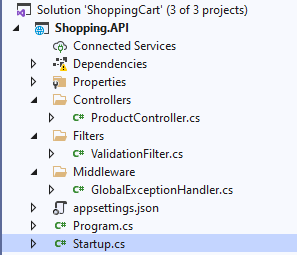 Solution 'ShoppingCart' (3 of 3 projects)
Shopping.API
Connected Services
Dependencies
Properties
Controllers
ProductController.cs
Filters
ValidationFilter.cs
Middleware
GlobalExceptionHandler.cs
appsettings.json
Program.cs
Startup.cs